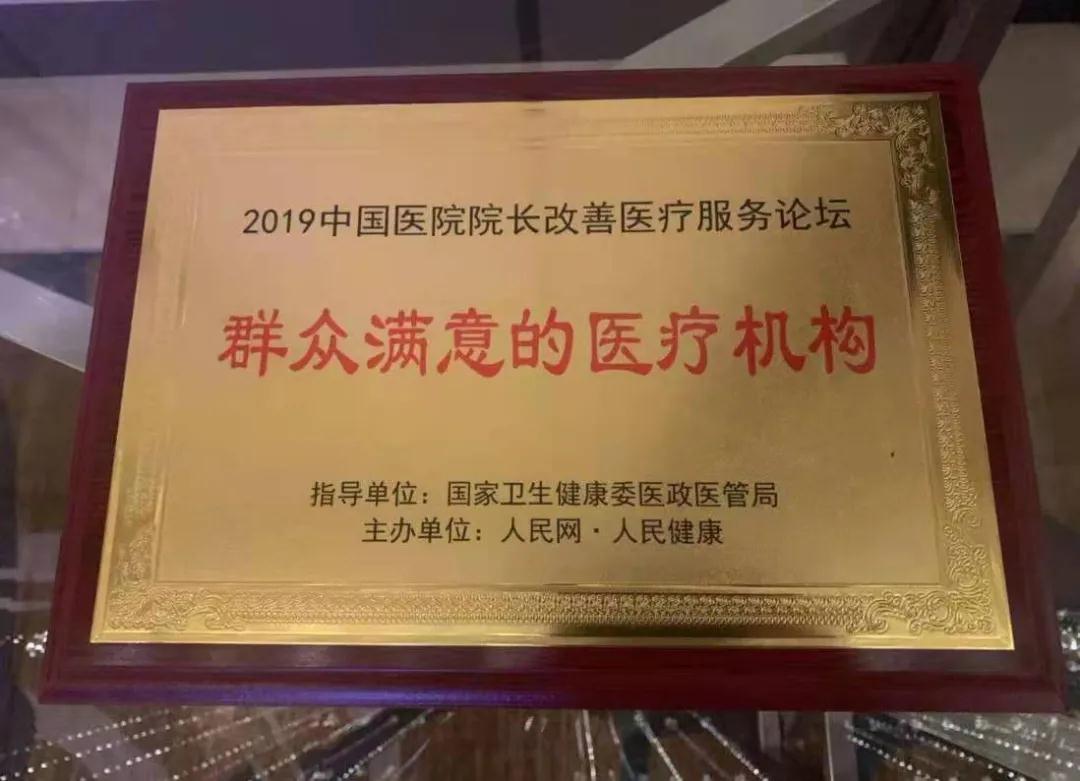 2019中国医院院长改善医疗服务论坛
群众满意的医疗机构
指导单位：国家卫生健康委医政医管局
主办单位：人民网·人民健康